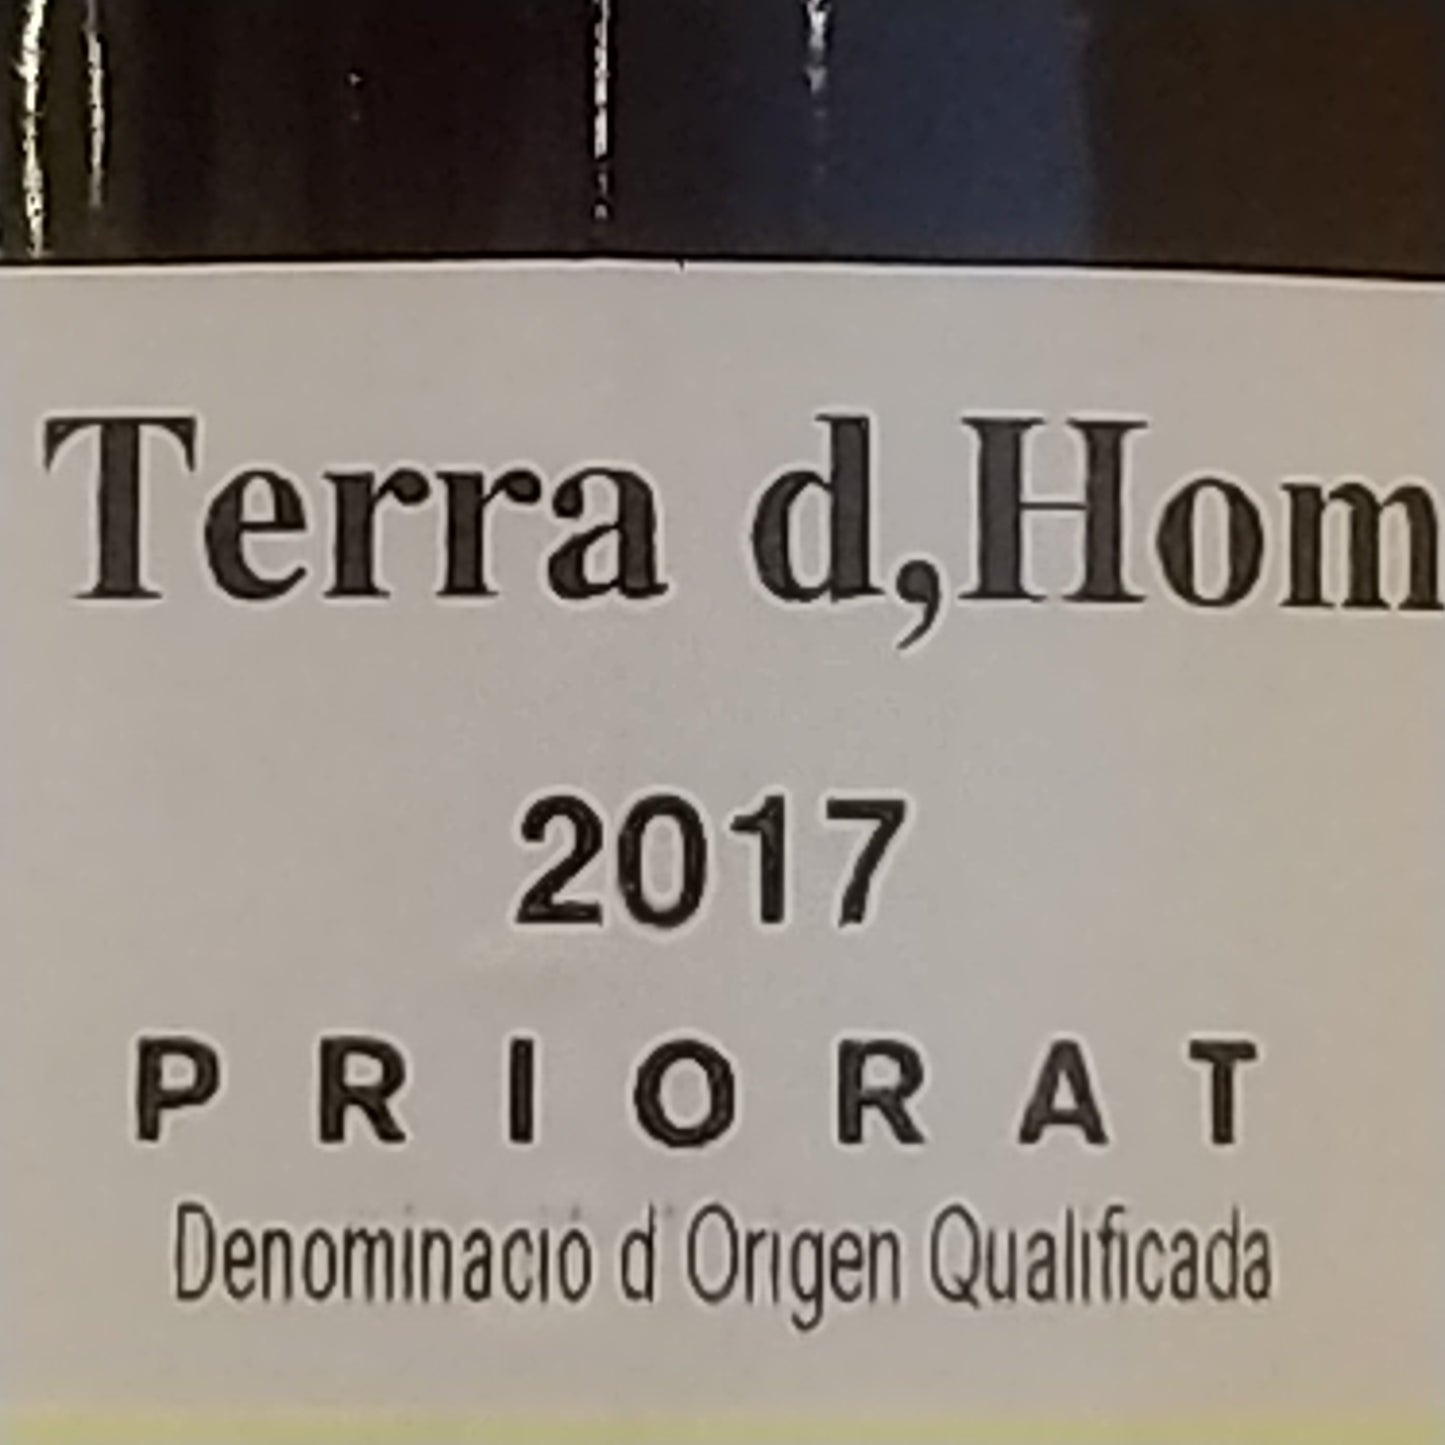 Terra d,Hom
2017
PRIORAT
Denominació d'Origen Qualificada